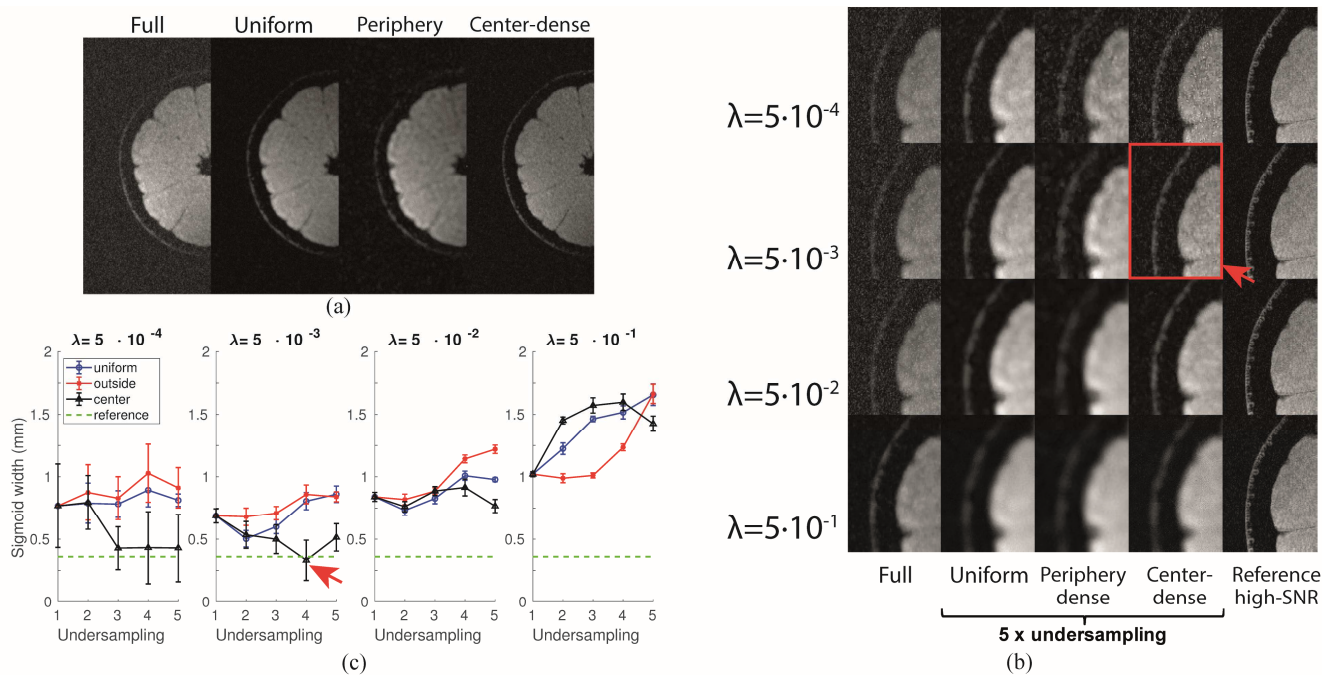 Full Uniform Periphery Center-dense
(a)
λ=5·10-4
λ=5·10-3
λ=5·10-2
λ=5·10-1
Full Uniform Periphery dense Center-dense Reference high-SNR
5 x undersampling
(b)
λ= 5 · 10 -4
λ= 5 · 10 -3
λ= 5 · 10 -2
λ= 5 · 10 -1
uniform
outside
center
reference
Sigmoid width (mm)
2
1.5
1
0.5
0
1 2 3 4 5
Undersampling
2
1.5
1
0.5
0
1 2 3 4 5
Undersampling
2
1.5
1
0.5
0
1 2 3 4 5
Undersampling
2
1.5
1
0.5
0
1 2 3 4 5
Undersampling
(c)